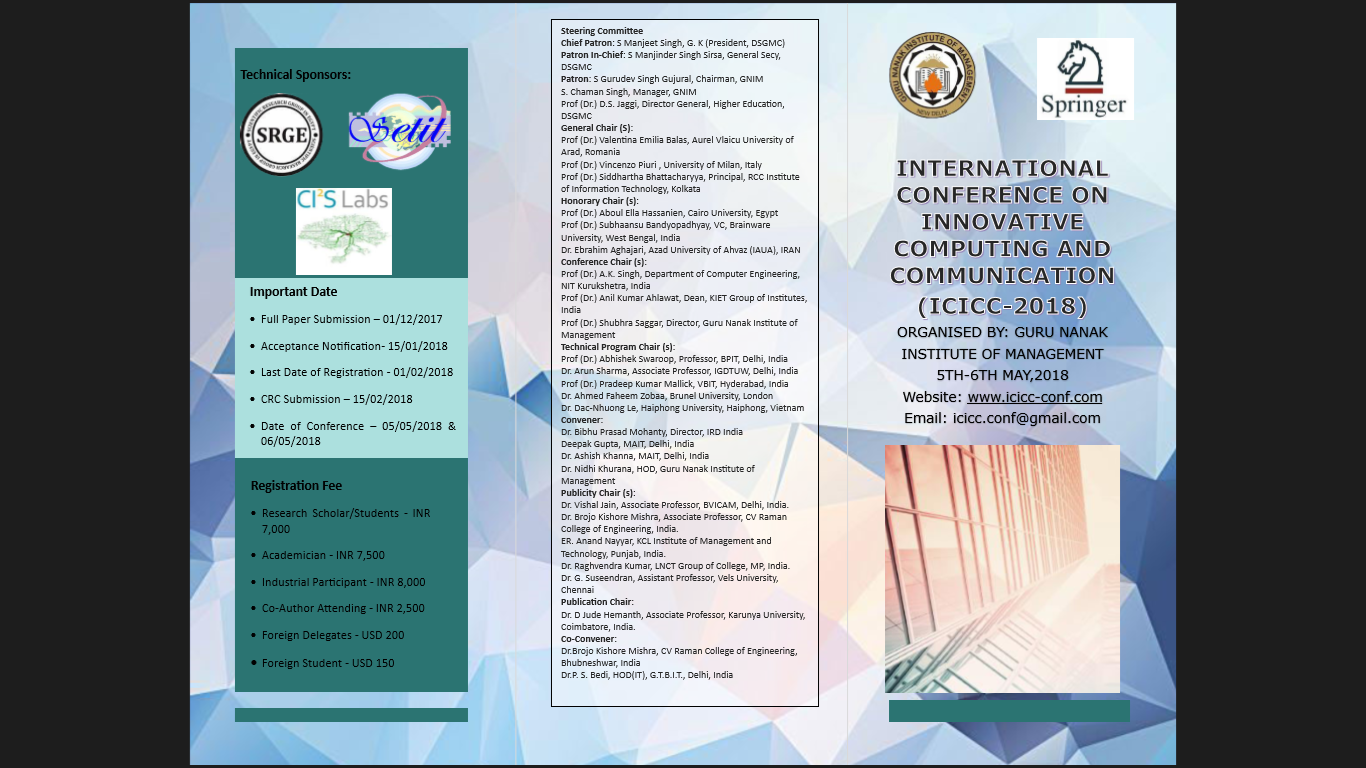 Technical Sponsors:
SRGE
Setit
CI²S Labs
Important Date
• Full Paper Submission – 01/12/2017
• Acceptance Notification- 15/01/2018
• Last Date of Registration - 01/02/2018
• CRC Submission – 15/02/2018
• Date of Conference – 05/05/2018 &
06/05/2018
Registration Fee
• Research Scholar/Students - INR
7,000
• Academician - INR 7,500
• Industrial Participant - INR 8,000
• Co-Author Attending - INR 2,500
• Foreign Delegates - USD 200
• Foreign Student - USD 150
Steering Committee
Chief Patron: S Manjeet Singh, G. K (President, DSGMC)
Patron In-Chief: S Manjinder Singh Sirsa, General Secy,
DSGMC
Patron: S Gurudev Singh Gujural, Chairman, GNIM
S. Chaman Singh, Manager, GNIM
Prof (Dr.) D.S. Jaggi, Director General, Higher Education,
DSGMC
General Chair (S):
Prof (Dr.) Valentina Emilia Balas, Aurel Vlaicu University of
Arad, Romania
Prof (Dr.) Vincenzo Piuri , University of Milan, Italy
Prof (Dr.) Siddhartha Bhattacharyya, Principal, RCC Institute
of Information Technology, Kolkata
Honorary Chair (s):
Prof (Dr.) Aboul Ella Hassanien, Cairo University, Egypt
Prof (Dr.) Subhaansu Bandyopadhyay, VC, Brainware
University, West Bengal, India
Dr. Ebrahim Aghajari, Azad University of Ahvaz (IAUA), IRAN
Conference Chair (s):
Prof (Dr.) A.K. Singh, Department of Computer Engineering,
NIT Kurukshetra, India
Prof (Dr.) Anil Kumar Ahlawat, Dean, KIET Group of Institutes,
India
Prof (Dr.) Shubhra Saggar, Director, Guru Nanak Institute of
Management
Technical Program Chair (s):
Prof (Dr.) Abhishek Swaroop, Professor, BPIT, Delhi, India
Dr. Arun Sharma, Associate Professor, IGDTUW, Delhi, India
Prof (Dr.) Pradeep Kumar Mallick, VBIT, Hyderabad, India
Dr. Ahmed Faheem Zobaa, Brunel University, London
Dr. Dac-Nhuong Le, Haiphong University, Haiphong, Vietnam
Convener:
Dr. Bibhu Prasad Mohanty, Director, IRD India
Deepak Gupta, MAIT, Delhi, India
Dr. Ashish Khanna, MAIT, Delhi, India
Dr. Nidhi Khurana, HOD, Guru Nanak Institute of
Management
Publicity Chair (s):
Dr. Vishal Jain, Associate Professor, BVICAM, Delhi, India.
Dr. Brojo Kishore Mishra, Associate Professor, CV Raman
College of Engineering, India.
ER. Anand Nayyar, KCL Institute of Management and
Technology, Punjab, India.
Dr. Raghvendra Kumar, LNCT Group of College, MP, India.
Dr. G. Suseendran, Assistant Professor, Vels University,
Chennai
Publication Chair:
Dr. D Jude Hemanth, Associate Professor, Karunya University,
Coimbatore, India.
Co-Convener:
Dr.Brojo Kishore Mishra, CV Raman College of Engineering,
Bhubneshwar, India
Dr.P. S. Bedi, HOD(IT), G.T.B.I.T., Delhi, India
GURU NANAK INSTITUTE OF MANAGEMENT
NEW DELHI
Springer
INTERNATIONAL
CONFERENCE ON
INNOVATIVE
COMPUTING AND
COMMUNICATION
(ICICC-2018)
ORGANISED BY: GURU NANAK
INSTITUTE OF MANAGEMENT
5TH-6TH MAY,2018
Website: www.icicc-conf.com
Email: icicc.conf@gmail.com